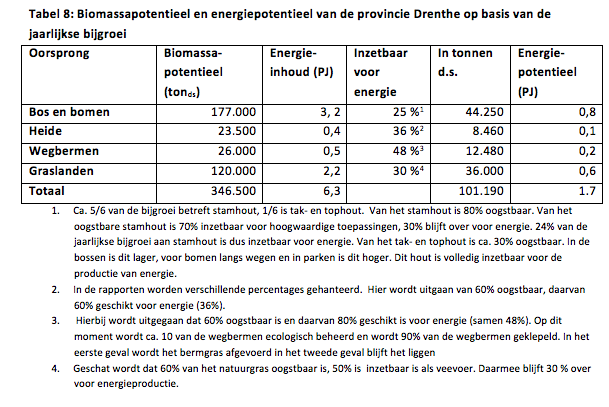 Tabel 8: Biomassapotentieel en energiepotentieel van de provincie Drenthe op basis van de
jaarlijkse bijgroei
Oorsprong Biomassa-potentieel (tonds) Energie-inhoud (PJ) Inzetbaar voor energie In tonnen d.s. Energie-potentieel (PJ)
Bos en bomen 177.000 3, 2 25 %1 44.250 0,8
Heide 23.500 0,4 36 %2 8.460 0,1
Wegbermen 26.000 0,5 48 %3 12.480 0,2
Graslanden 120.000 2,2 30 %4 36.000 0,6
Totaal 346.500 6,3 101.190 1.7
1. Ca. 5/6 van de bijgroei betreft stamhout, 1/6 is tak- en tophout. Van het stamhout is 80% oogstbaar. Van het
oogstbare stamhout is 70% inzetbaar voor hoogwaardige toepassingen, 30% blijft over voor energie. 24% van de
jaarlijkse bijgroei aan stamhout is dus inzetbaar voor energie. Van het tak- en tophout is ca. 30% oogstbaar. In de
bossen is dit lager, voor bomen langs wegen en in parken is dit hoger. Dit hout is volledig inzetbaar voor de
productie van energie.
2. In de rapporten worden verschillende percentages gehanteerd. Hier wordt uitgaan van 60% oogstbaar, daarvan
60% geschikt voor energie (36%).
3. Hierbij wordt uitgegaan dat 60% oogstbaar is en daarvan 80% geschikt is voor energie (samen 48%). Op dit
moment wordt ca. 10 van de wegbermen ecologisch beheerd en wordt 90% van de wegbermen geklepeld. In het
eerste geval wordt het bermgras afgevoerd in het tweede geval blijft het liggen
4. Geschat wordt dat 60% van het natuurgras oogstbaar is, 50% is inzetbaar is als veevoer. Daarmee blijft 30 % over
voor energieproductie.